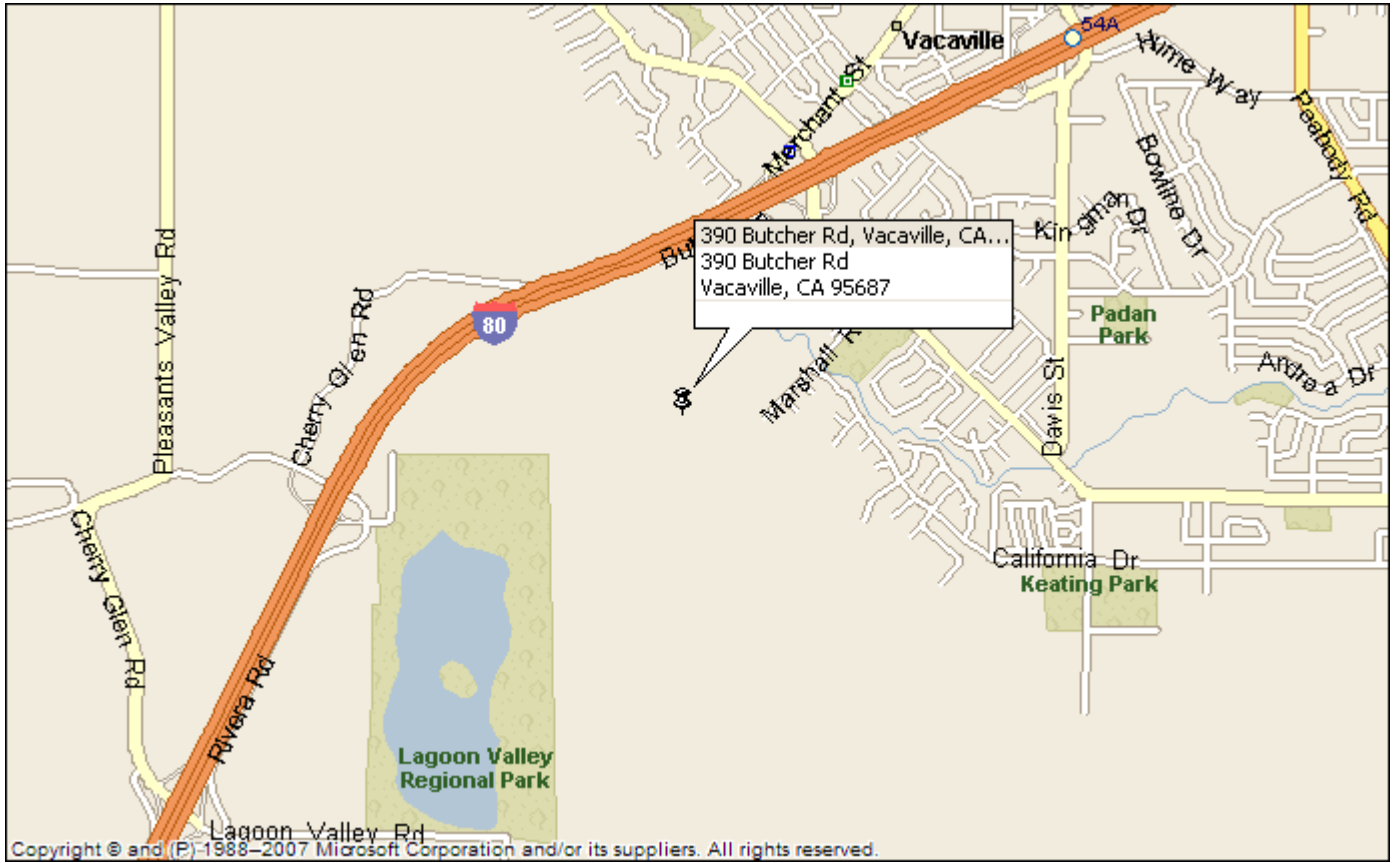 54A
Vacaville
Hume Way
Merchant St
Peabody Rd
Bowline Dr
390 Butcher Rd, Vacaville, CA...
390 Butcher Rd
Vacaville, CA 95687
Kingman Dr
Pleasants Valley Rd
Cherry Glen Rd
80
Padan
Park
Marshall R
Davis St
Andrea Dr
Cherry Glen Rd
California Dr
Keating Park
Rivera Rd
Lagoon Valley
Regional Park
Lagoon Valley Rd
Copyright © and (P) 1988–2007 Microsoft Corporation and/or its suppliers. All rights reserved.